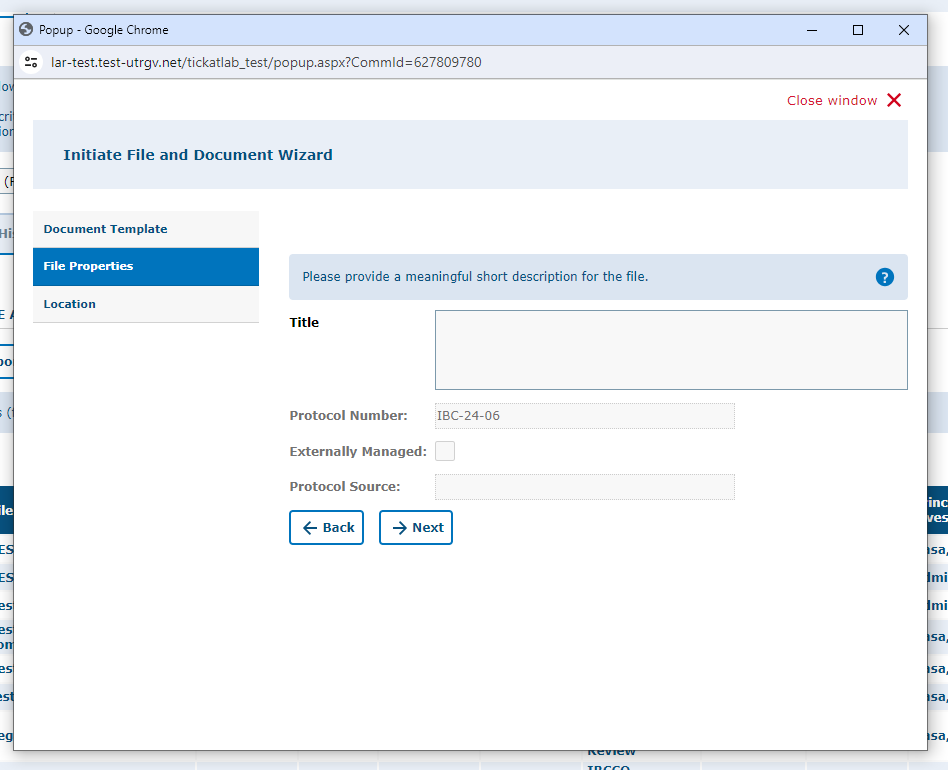 Popup - Google Chrome
lar-test.test-utrgv.net/tickatlab_test/popup.aspx?CommId=627809780
Close window
Initiate File and Document Wizard
Document Template
File Properties
Location
Please provide a meaningful short description for the file.
?
Title
Protocol Number: IBC-24-06
Externally Managed:
Protocol Source:
Back
Next
Review
IBCCO